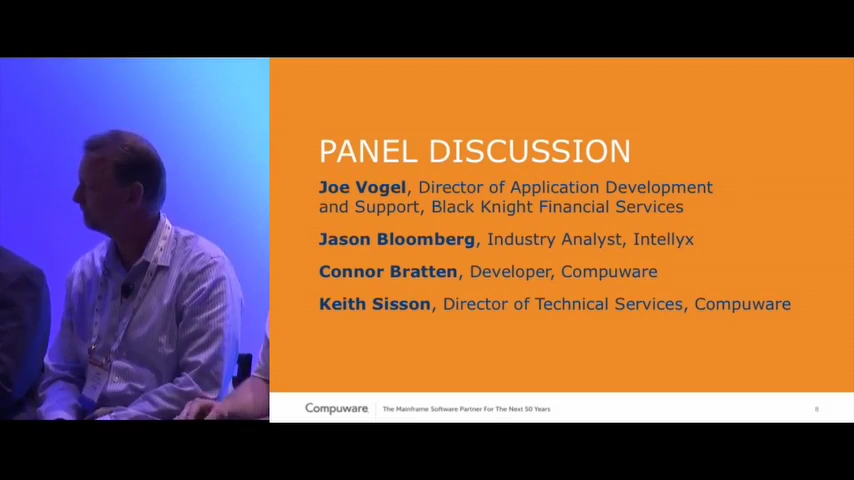 PANEL DISCUSSION
Joe Vogel, Director of Application Development
and Support, Black Knight Financial Services
Jason Bloomberg, Industry Analyst, Intellyx
Connor Bratten, Developer, Compuware
Keith Sisson, Director of Technical Services, Compuware
Compuware The Mainframe Software Partner For The Next 50 Years 8